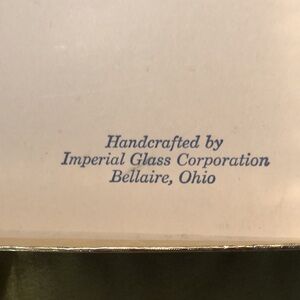 Handcrafted by
Imperial Glass Corporation
Bellaire, Ohio